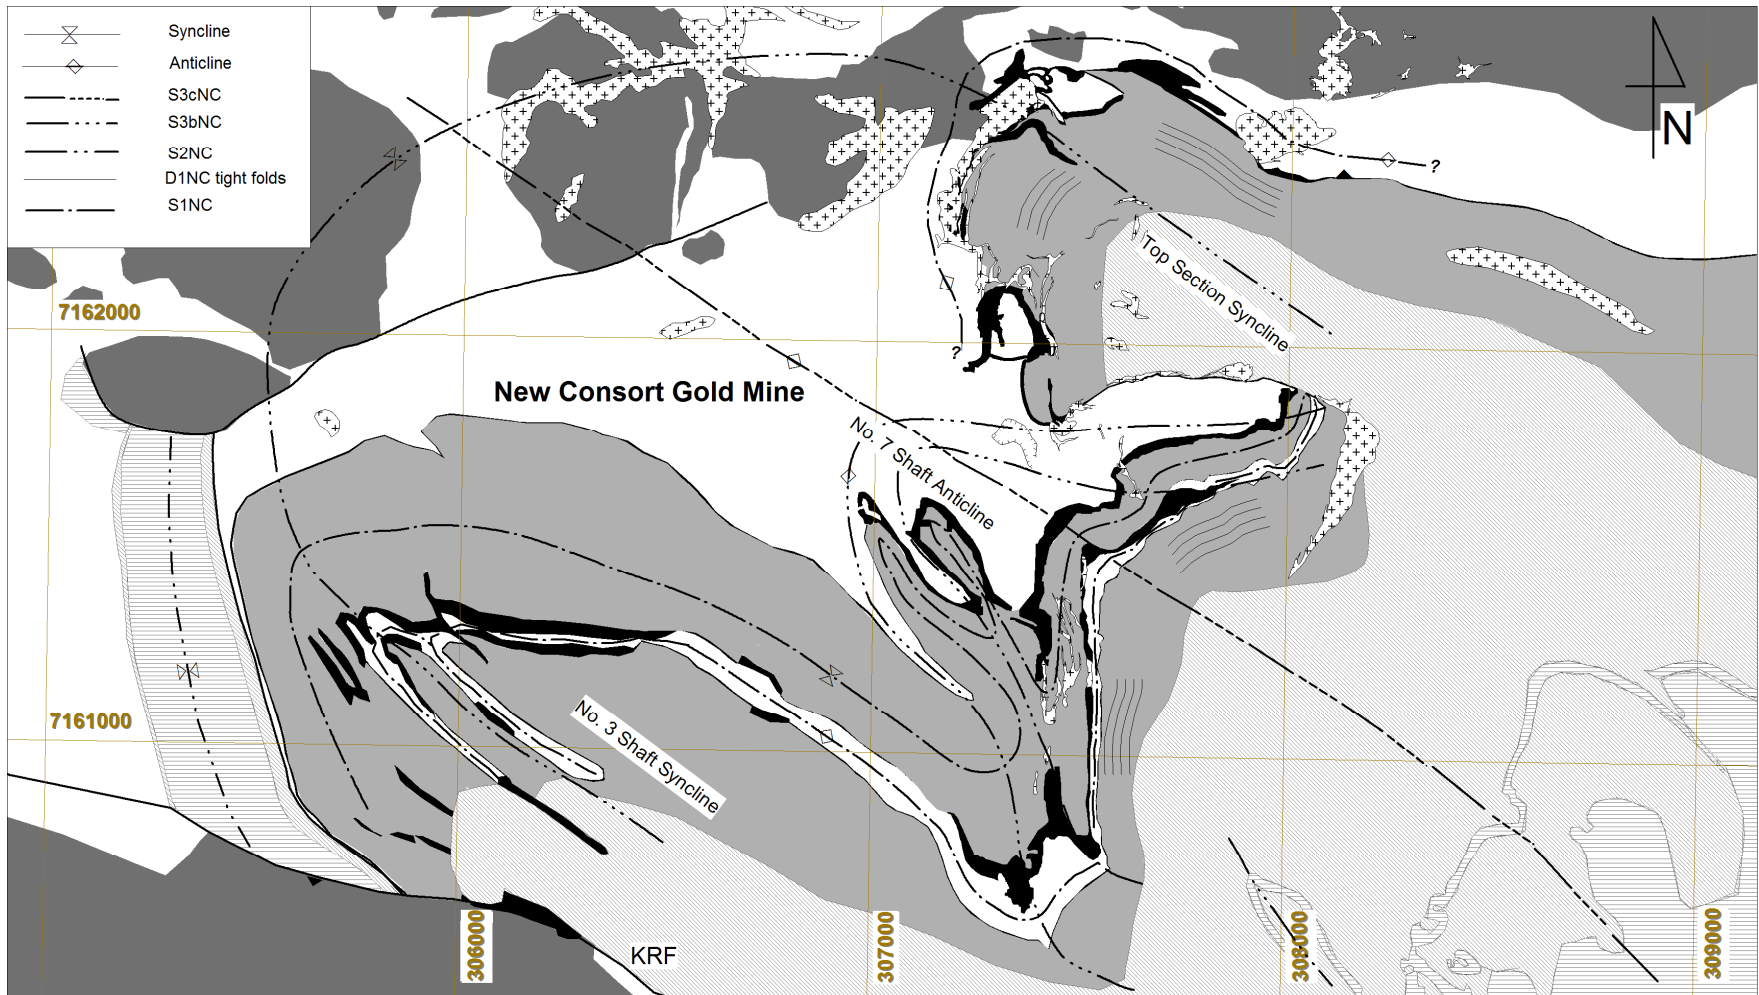 Syncline
Anticline
S3cNC
S3bNC
S2NC
D1NC tight folds
S1NC
N
?
Top Section Syncline
7162000
?
New Consort Gold Mine
No. 7 Shaft Anticline
7161000
No. 3 Shaft Syncline
306000
KRF
307000
308000
309000